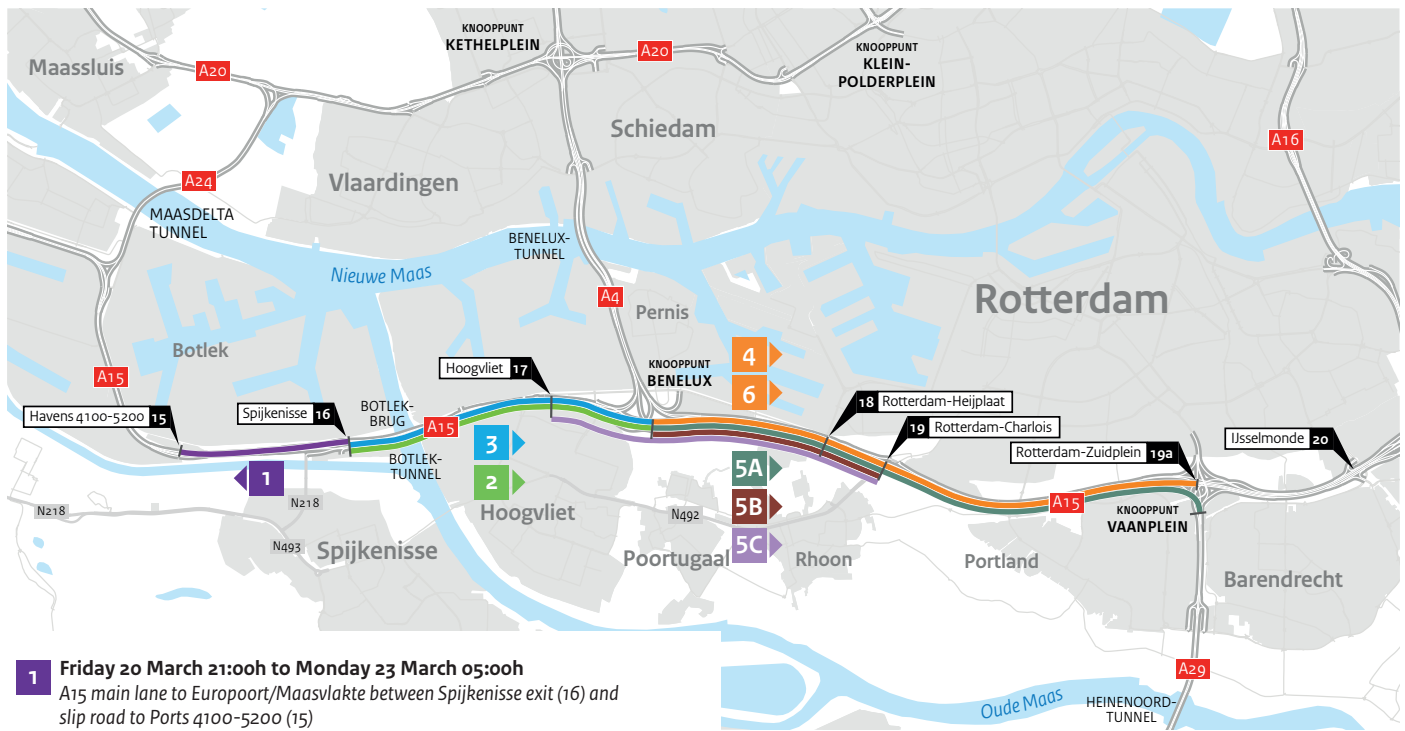 KNOOPPUNT
KETHELPLEIN
A20
KNOOPPUNT
KLEIN-
POLDERPLEIN
Maassluis
A20
Schiedam
A16
Vlaardingen
A24
MAASDELTA
TUNNEL
BENELUX-
TUNNEL
Nieuwe Maas
A4
Pernis
Rotterdam
Botlek
A15
Hoogvliet 17
KNOOPPUNT
BENELUX
4
6
Havens 4100-5200 15
Spijkenisse 16
BOTLEK-
BRUG
A15
18 Rotterdam-Heijplaat
19 Rotterdam-Charlois
Rotterdam-Zuidplein 19a
IJsselmonde 20
BOTLEK-
TUNNEL
3
2
1
5A
5B
5C
N218
N218
N493
Spijkenisse
Hoogvliet
N492
Poortugaal
Rhoon
A15
KNOOPPUNT
VAANPLEIN
Portland
Barendrecht
A29
Oude Maas
HEINENOORD-
TUNNEL
1 Friday 20 March 21:00h to Monday 23 March 05:00h
A15 main lane to Europoort/Maasvlakte between Spijkenisse exit (16) and
slip road to Ports 4100-5200 (15)